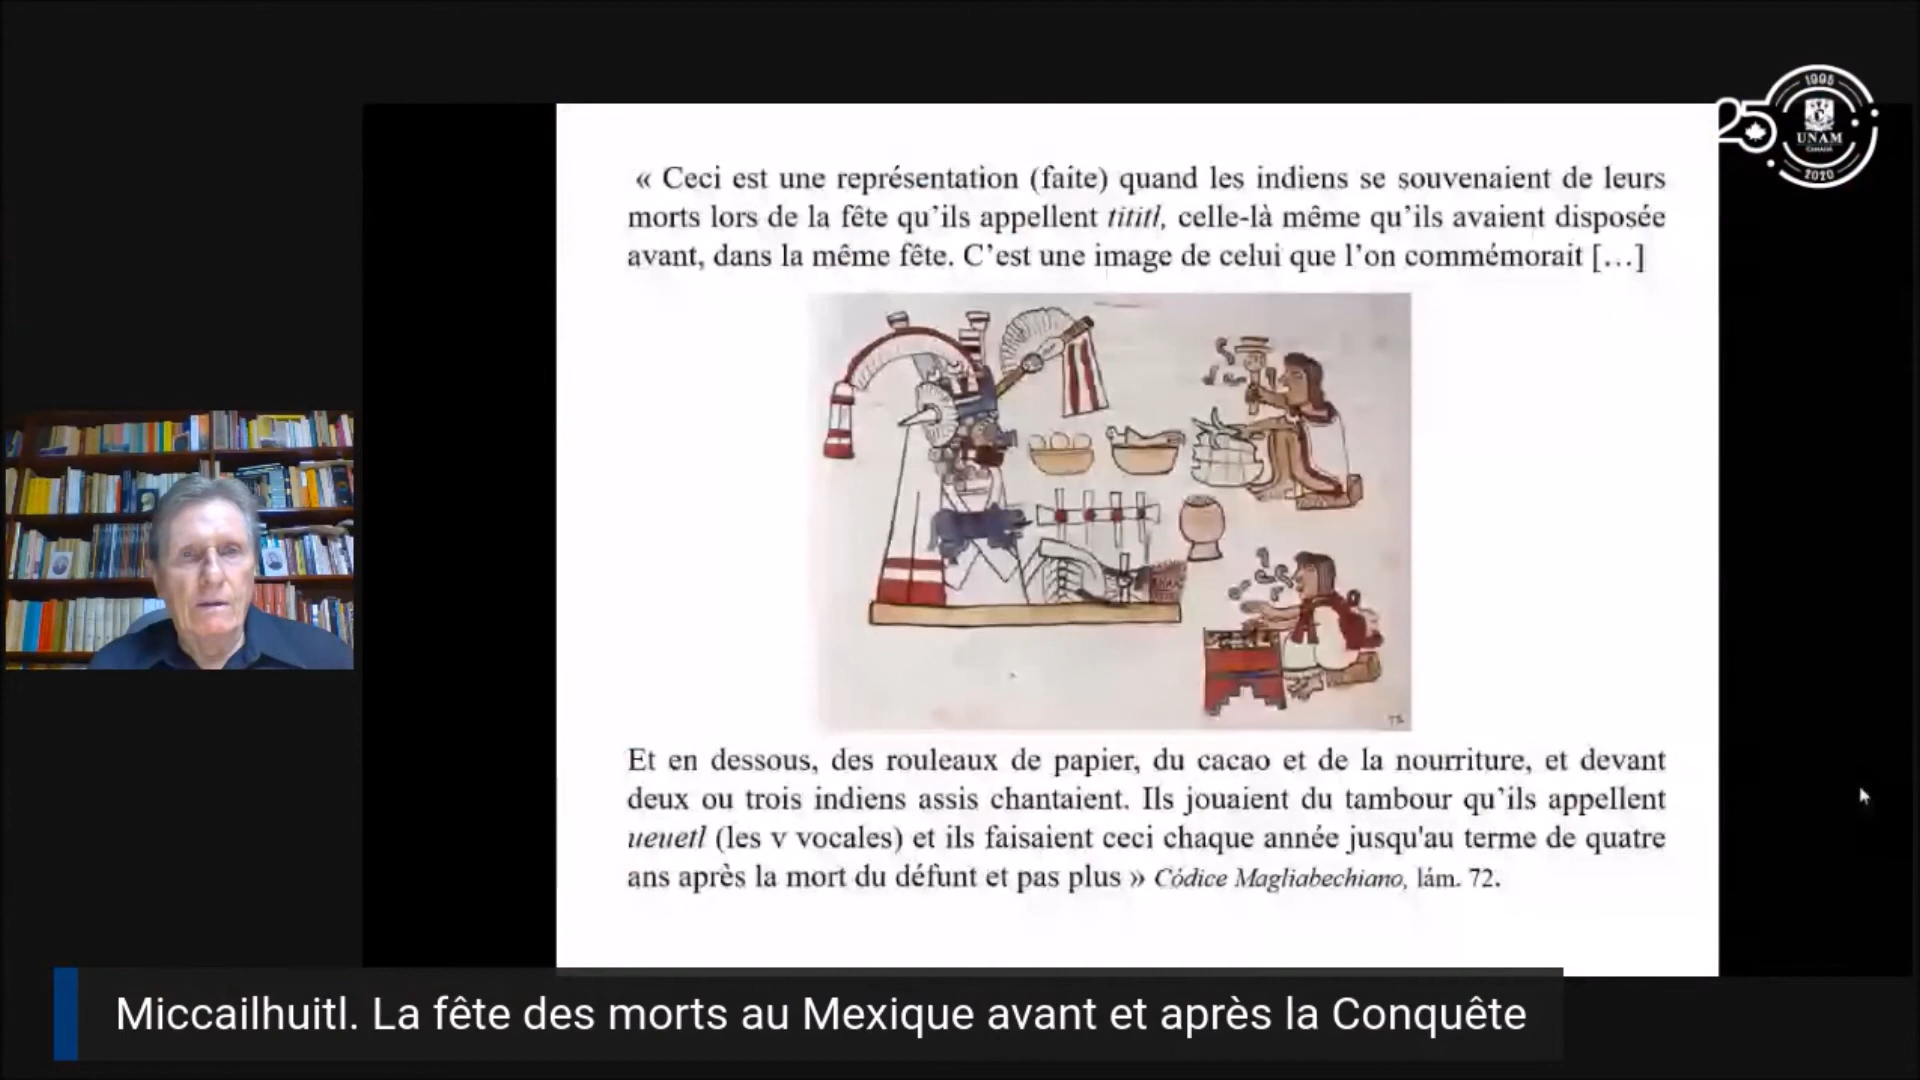 1995
25
UNAM
CANADÁ
2020
« Ceci est une représentation (faite) quand les indiens se souvenaient de leurs
morts lors de la fête qu’ils appellent tititl, celle-là même qu’ils avaient disposée
avant, dans la même fête. C’est une image de celui que l’on commémorait […]
Et en dessous, des rouleaux de papier, du cacao et de la nourriture, et devant
deux ou trois indiens assis chantaient. Ils jouaient du tambour qu’ils appellent
ueuetl (les v vocales) et ils faisaient ceci chaque année jusqu'au terme de quatre
ans après la mort du défunt et pas plus » Códice Magliabechiano, lám. 72.
Miccailhuitl. La fête des morts au Mexique avant et après la Conquête